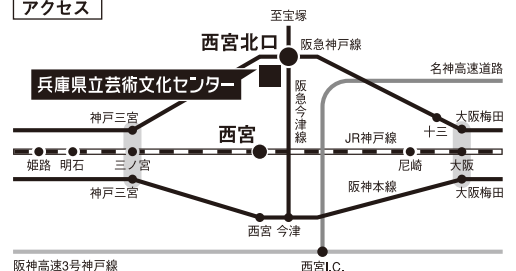 アクセス
至宝塚
西宮北口
阪急神戸線
名神高速道路
兵庫県立芸術文化センター
阪急今津線
神戸三宮
十三
大阪梅田
西宮
JR神戸線
姫路
明石
三ノ宮
尼崎
大阪
神戸三宮
阪神本線
大阪梅田
西宮
今津
阪神高速3号神戸線
西宮I.C.